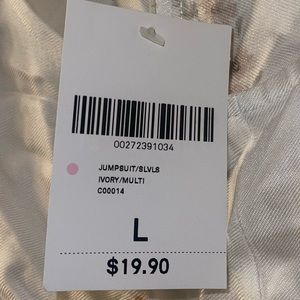 00272391034
JUMPSUIT/SLVLS
IVORY/MULTI
C00014
L
$19.90